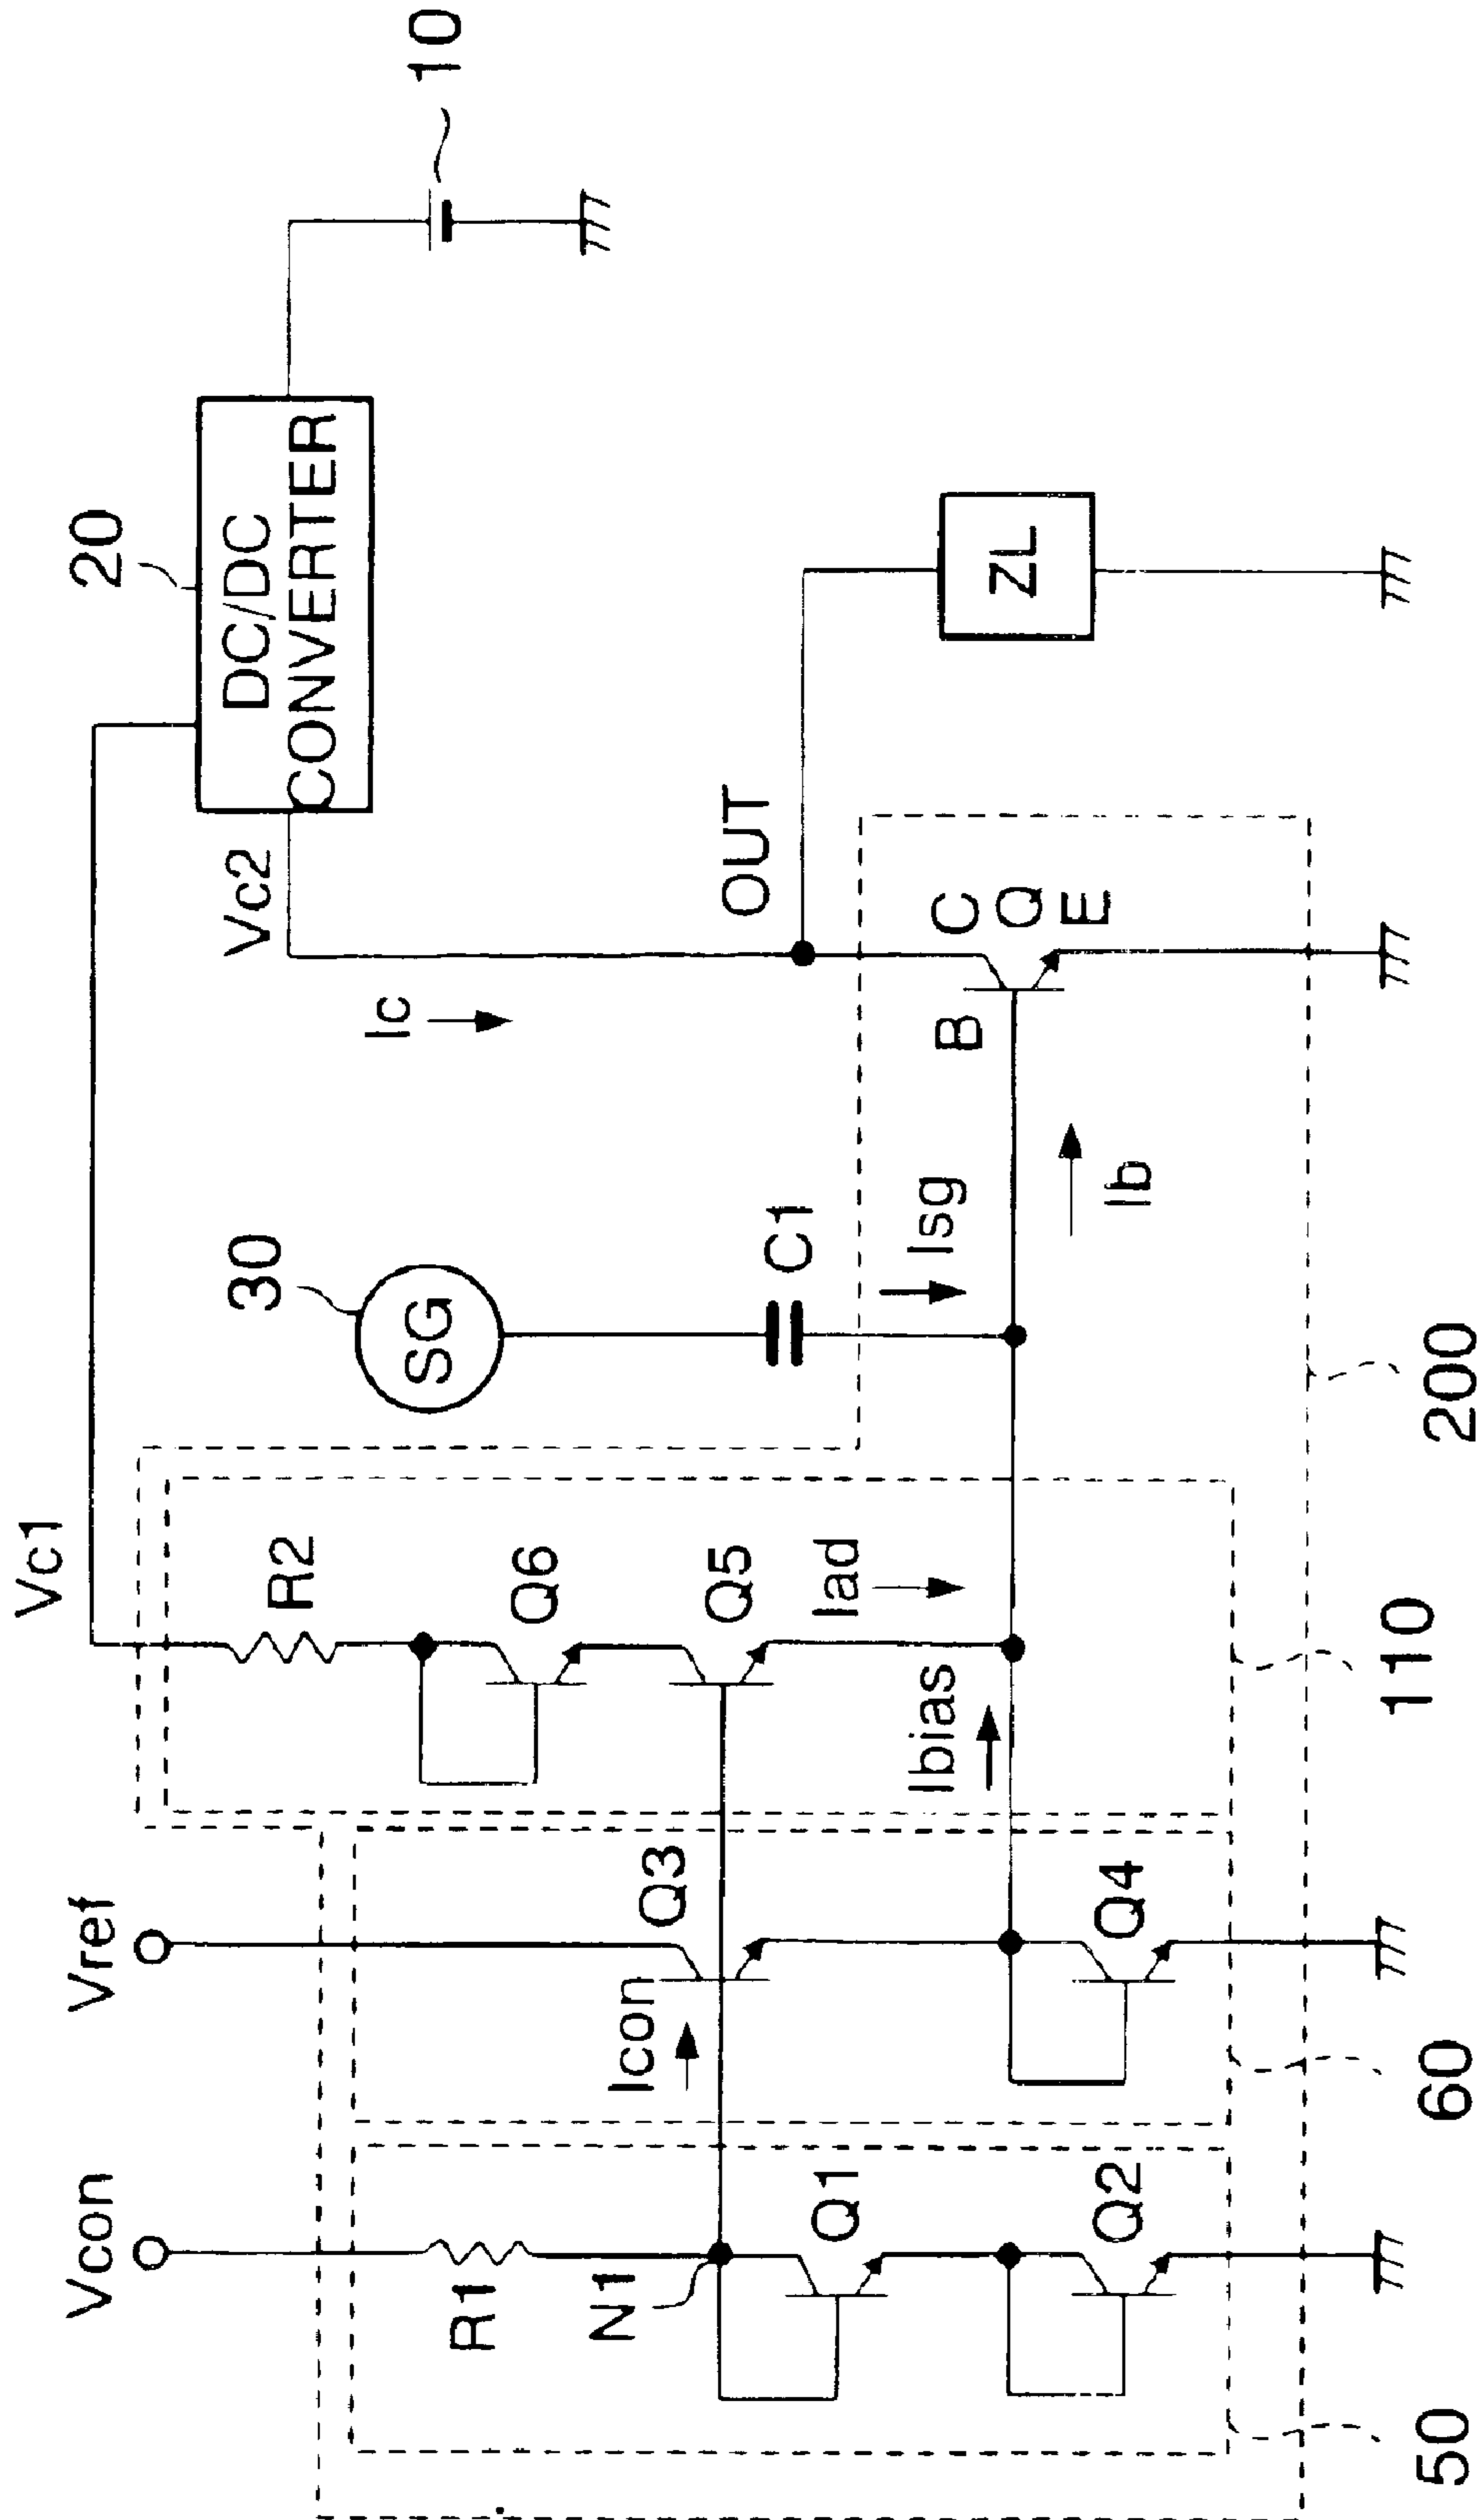 Vcon
Vref
Vc1
Vc2
20
DC/DC
CONVERTER
10
30
SG
R1
N1
Q1
Q2
Icon
Q3
Q4
R2
Q6
Q5
Iad
Ibias
C1
Isg
Ib
Ic
OUT
B
C
Q
E
ZL
50
60
110
200